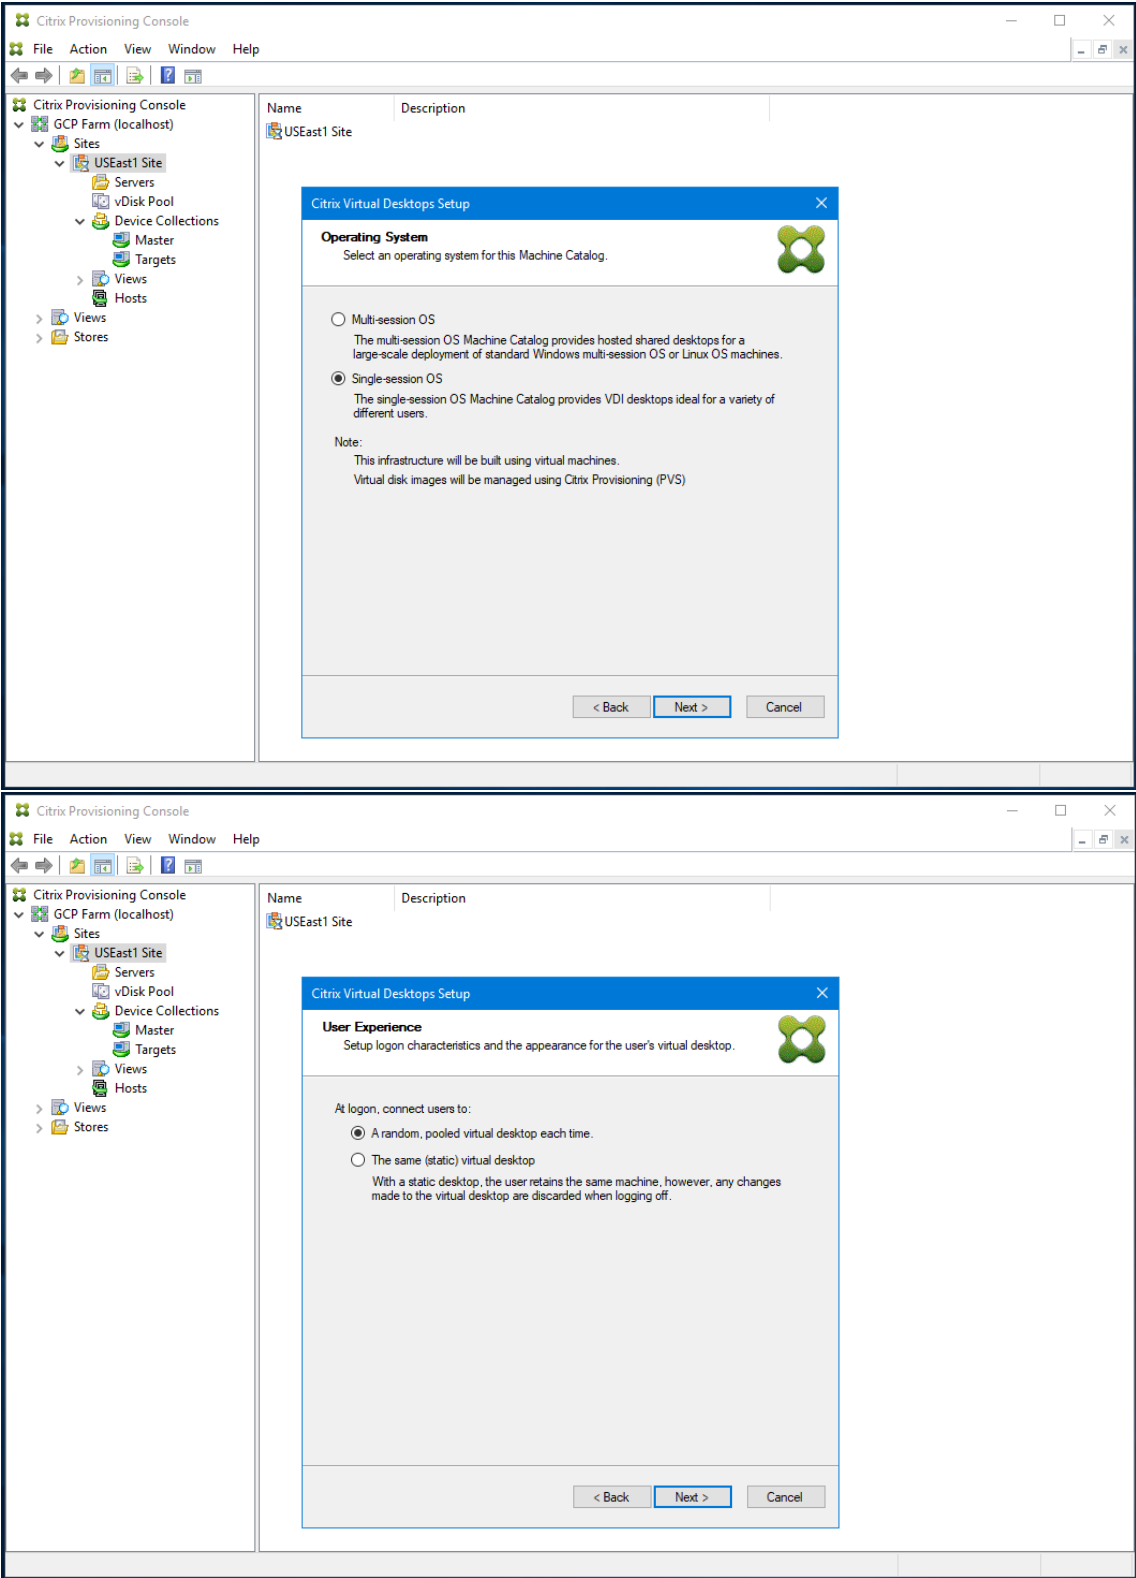 Citrix Provisioning Console
File Action View Window Help
Citrix Provisioning Console
GCP Farm (localhost)
Sites
USEast1 Site
Servers
vDisk Pool
Device Collections
Master
Targets
Views
Hosts
Views
Stores
Name Description
USEast1 Site
Citrix Virtual Desktops Setup
Operating System
Select an operating system for this Machine Catalog.
Multi-session OS
The multi-session OS Machine Catalog provides hosted shared desktops for a
large-scale deployment of standard Windows multi-session OS or Linux OS machines.
Single-session OS
The single-session OS Machine Catalog provides VDI desktops ideal for a variety of
different users.
Note:
This infrastructure will be built using virtual machines.
Virtual disk images will be managed using Citrix Provisioning (PVS)
< Back Next > Cancel
Citrix Provisioning Console
File Action View Window Help
Citrix Provisioning Console
GCP Farm (localhost)
Sites
USEast1 Site
Servers
vDisk Pool
Device Collections
Master
Targets
Views
Hosts
Views
Stores
Name Description
USEast1 Site
Citrix Virtual Desktops Setup
User Experience
Setup logon characteristics and the appearance for the user's virtual desktop.
At logon, connect users to:
A random, pooled virtual desktop each time.
The same (static) virtual desktop
With a static desktop, the user retains the same machine, however, any changes
made to the virtual desktop are discarded when logging off.
< Back Next > Cancel